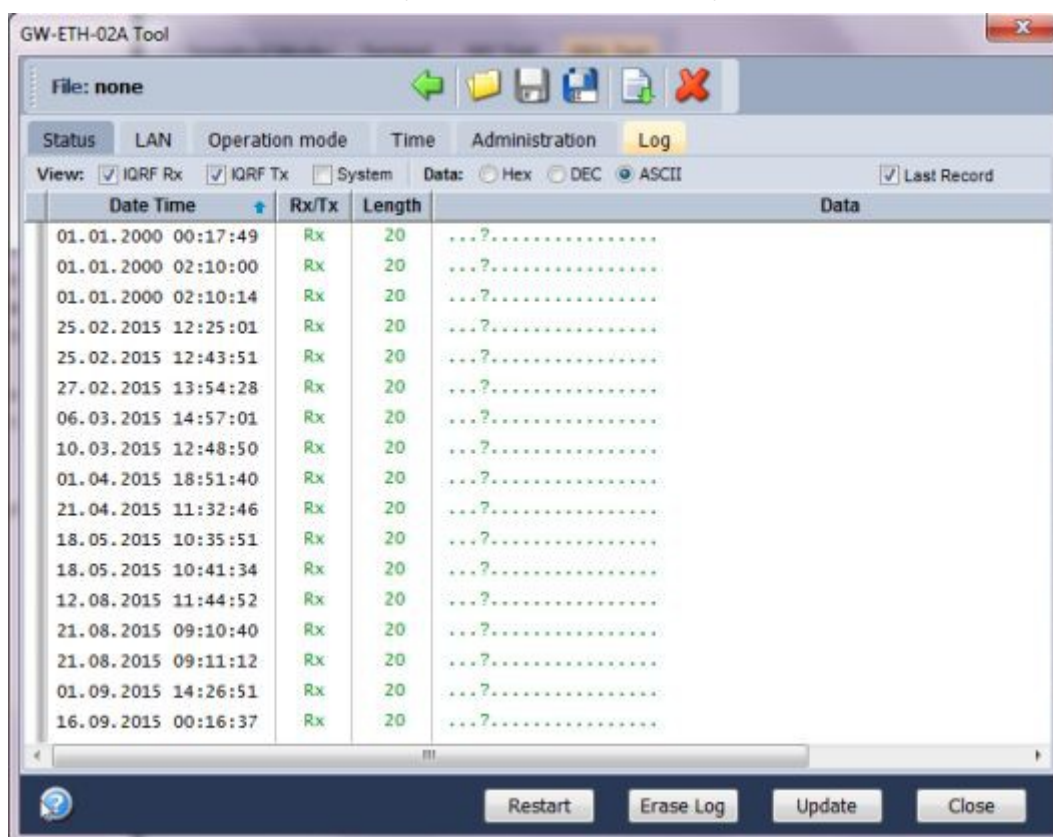 GW-ETH-02A Tool
File: none
Status LAN Operation mode Time Administration Log
View: IQRF Rx IQRF Tx System Data: Hex DEC ASCII Last Record
Date Time Rx/Tx Length Data
01.01.2000 00:17:49 Rx 20 ...?................
01.01.2000 02:10:00 Rx 20 ...?................
01.01.2000 02:10:14 Rx 20 ...?................
25.02.2015 12:25:01 Rx 20 ...?................
25.02.2015 12:43:51 Rx 20 ...?................
27.02.2015 13:54:28 Rx 20 ...?................
06.03.2015 14:57:01 Rx 20 ...?................
10.03.2015 12:48:50 Rx 20 ...?................
01.04.2015 18:51:40 Rx 20 ...?................
21.04.2015 11:32:46 Rx 20 ...?................
18.05.2015 10:35:51 Rx 20 ...?................
18.05.2015 10:41:34 Rx 20 ...?................
12.08.2015 11:44:52 Rx 20 ...?................
21.08.2015 09:10:40 Rx 20 ...?................
21.08.2015 09:11:12 Rx 20 ...?................
01.09.2015 14:26:51 Rx 20 ...?................
16.09.2015 00:16:37 Rx 20 ...?................
Restart Erase Log Update Close